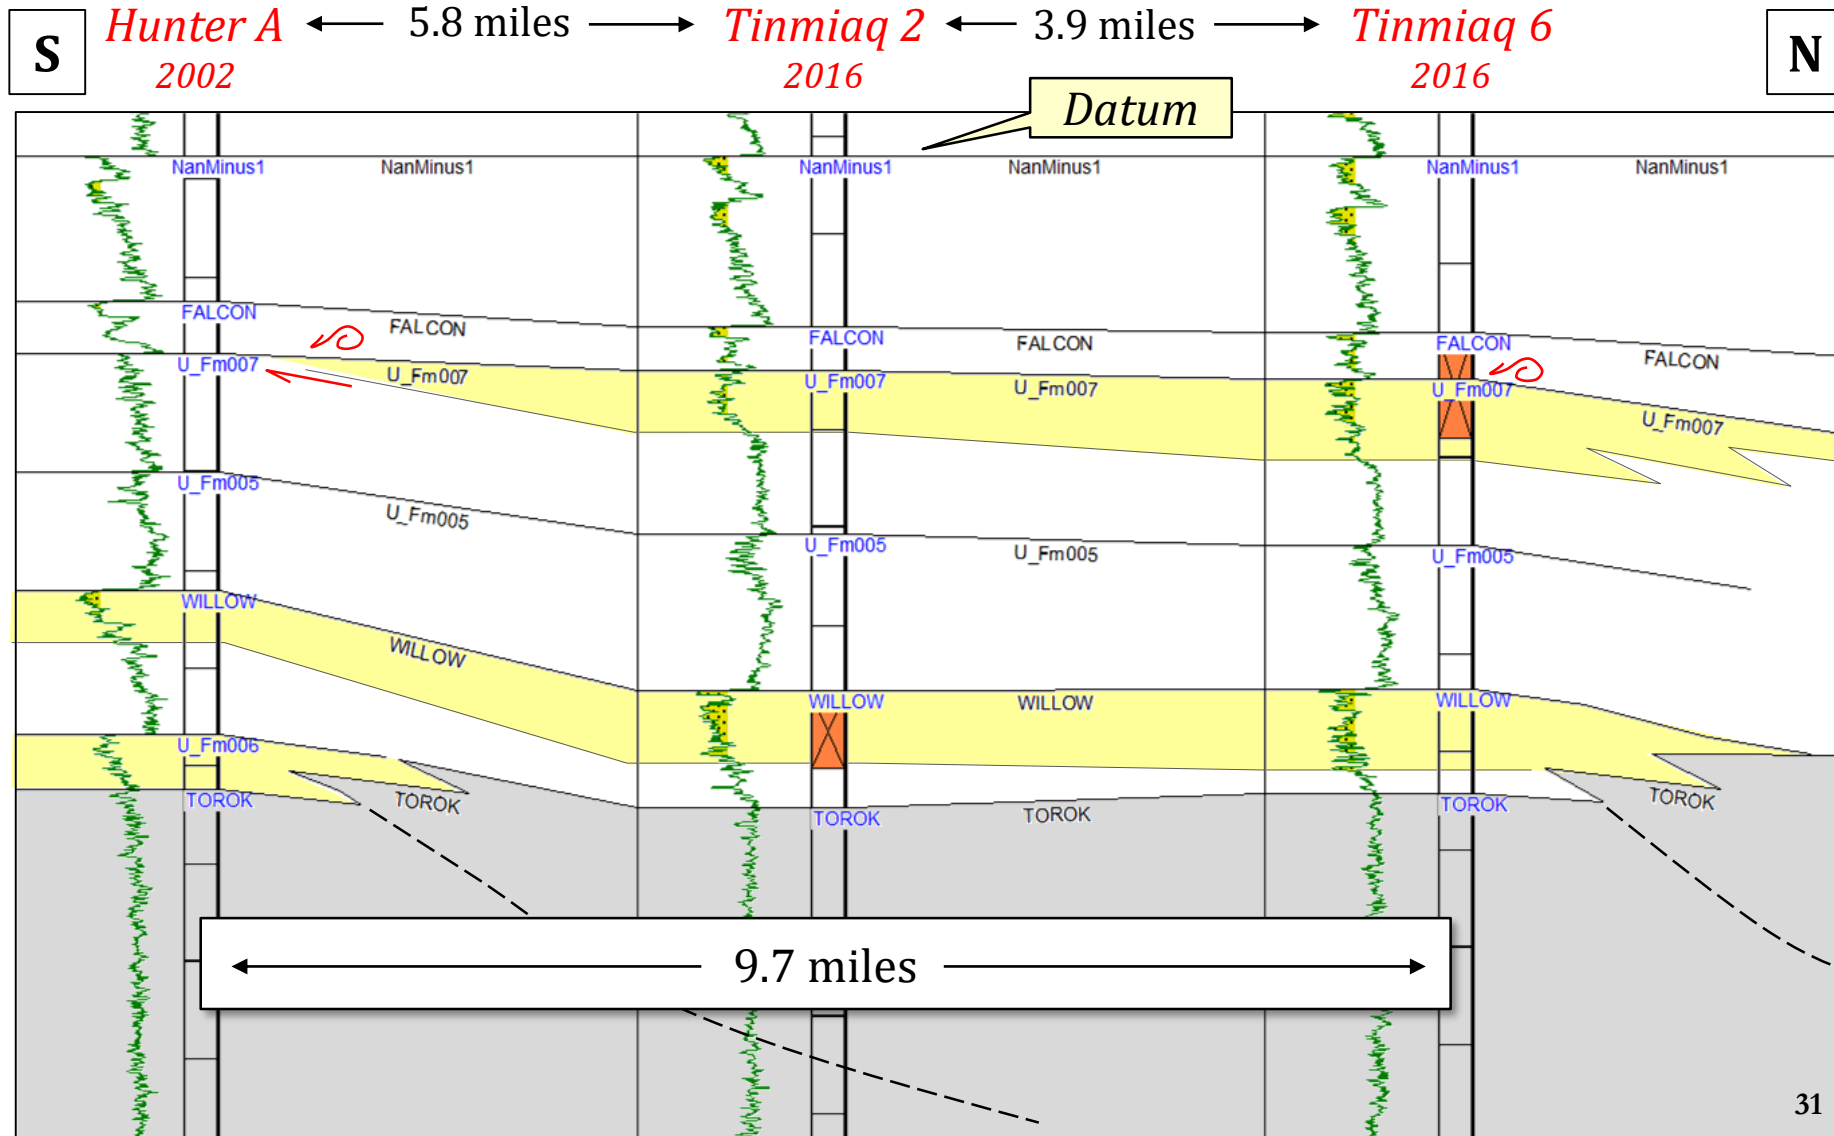 S
Hunter A
5.8 miles
Tinmiaq 2
3.9 miles
Tinmiaq 6
N
2002
2016
2016
Datum
NanMinus1
NanMinus1
NanMinus1
NanMinus1
NanMinus1
NanMinus1
FALCON
FALCON
FALCON
FALCON
FALCON
FALCON
U_Fm007
U_Fm007
U_Fm007
U_Fm007
U_Fm007
U_Fm007
U_Fm005
U_Fm005
U_Fm005
U_Fm005
U_Fm005
WILLOW
WILLOW
WILLOW
WILLOW
WILLOW
U_Fm006
TOROK
TOROK
TOROK
TOROK
TOROK
TOROK
9.7 miles
31